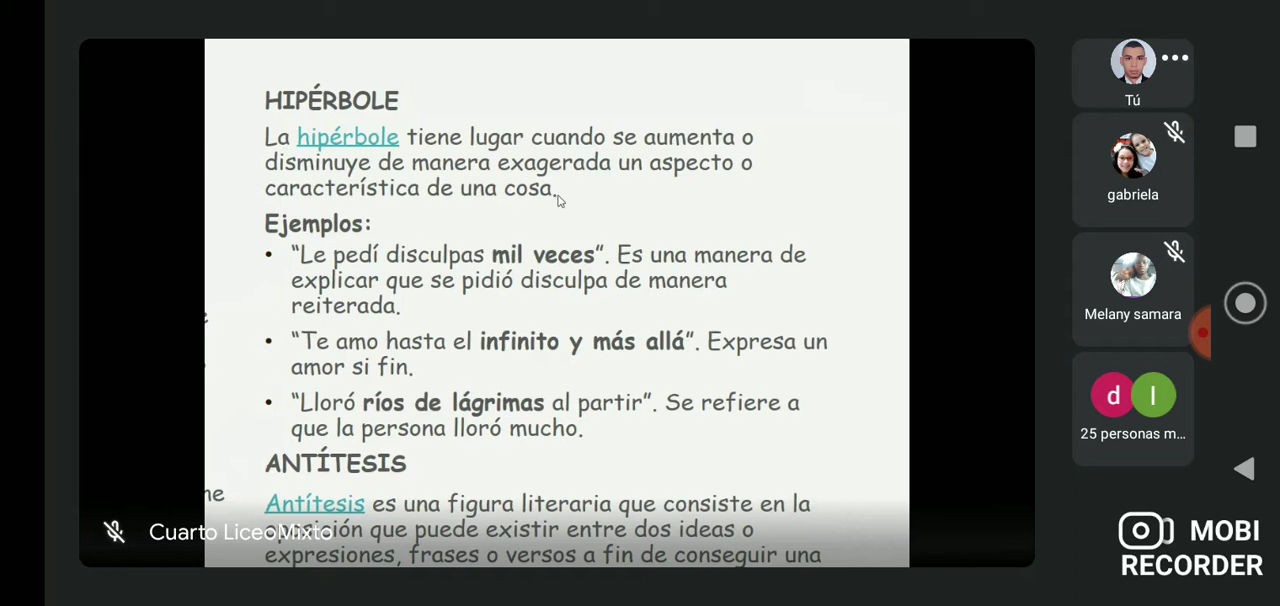 HIPÉRBOLE
La hipérbole tiene lugar cuando se aumenta o
disminuye de manera exagerada un aspecto o
característica de una cosa.
Ejemplos:
• “Le pedí disculpas mil veces”. Es una manera de
explicar que se pidió disculpa de manera
reiterada.
• “Te amo hasta el infinito y más allá”. Expresa un
amor si fin.
• “Lloró ríos de lágrimas al partir”. Se refiere a
que la persona lloró mucho.
ANTÍTESIS
Antítesis es una figura literaria que consiste en la
que puede existir entre dos ideas o
expresiones, frases o versos a fin de conseguir una
Cuarto LiceoMixto
Tú
gabriela
Melany samara
d
l
25 personas m...
MOBI
RECORDER